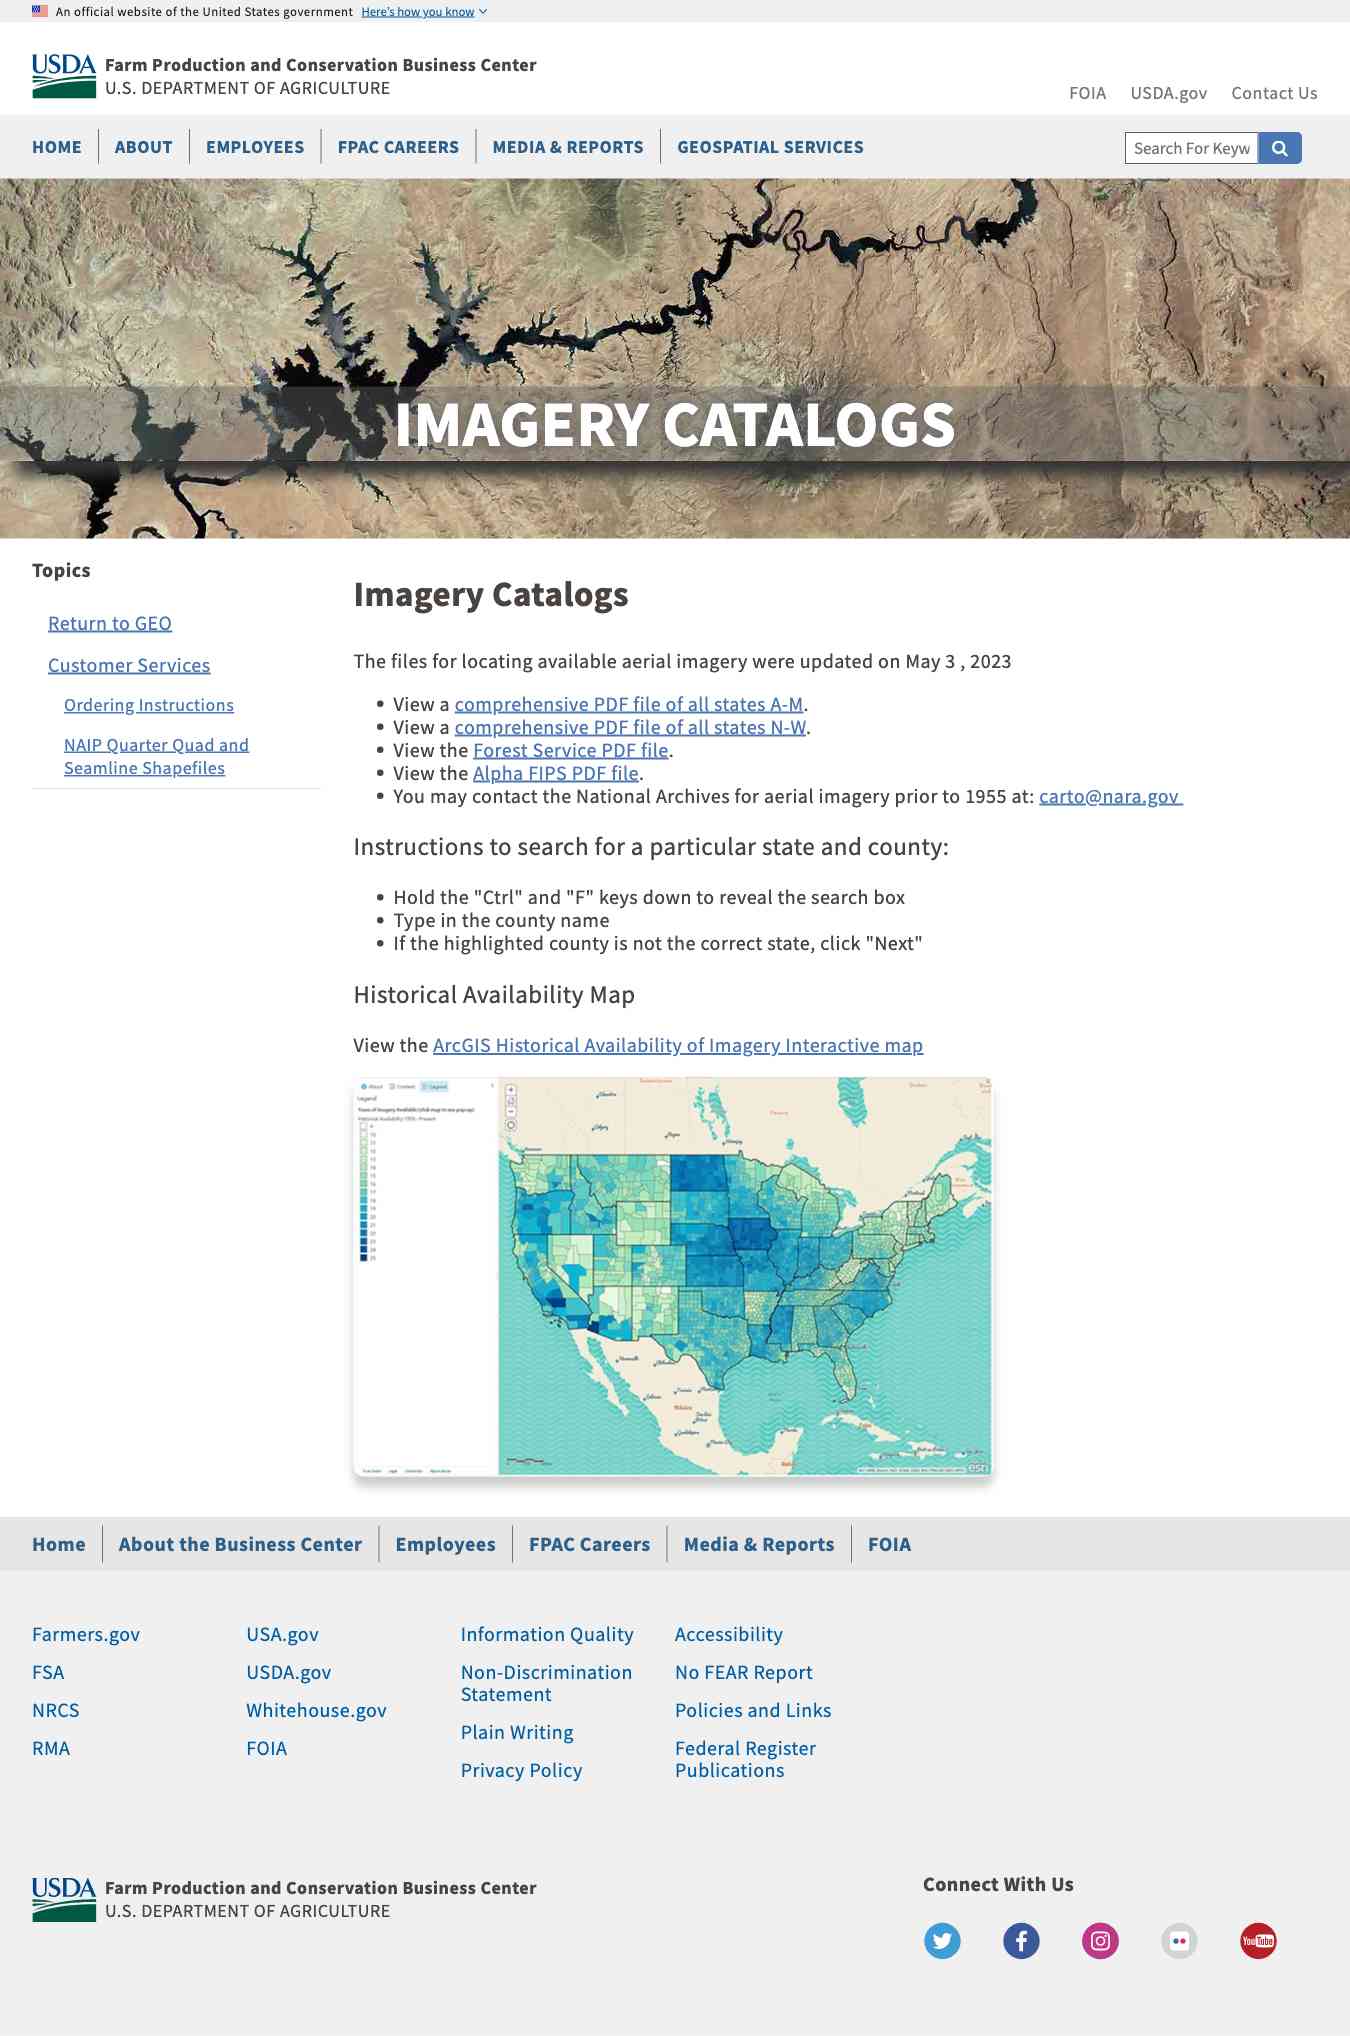 An official website of the United States government Here's how you know
USDA Farm Production and Conservation Business Center
U.S. DEPARTMENT OF AGRICULTURE
FOIA USDA.gov Contact Us
HOME ABOUT EMPLOYEES FPAC CAREERS MEDIA & REPORTS GEOSPATIAL SERVICES
Search For Keyw
IMAGERY CATALOGS
Topics
Return to GEO
Customer Services
Ordering Instructions
NAIP Quarter Quad and
Seamline Shapefiles
Imagery Catalogs
The files for locating available aerial imagery were updated on May 3 , 2023
• View a comprehensive PDF file of all states A-M.
• View a comprehensive PDF file of all states N-W.
• View the Forest Service PDF file.
• View the Alpha FIPS PDF file.
• You may contact the National Archives for aerial imagery prior to 1955 at: carto@nara.gov
Instructions to search for a particular state and county:
• Hold the "Ctrl" and "F" keys down to reveal the search box
• Type in the county name
• If the highlighted county is not the correct state, click "Next"
Historical Availability Map
View the ArcGIS Historical Availability of Imagery Interactive map
About Content Legend
Legend
esri
Home About the Business Center Employees FPAC Careers Media & Reports FOIA
Farmers.gov
FSA
NRCS
RMA
USA.gov
USDA.gov
Whitehouse.gov
FOIA
Information Quality
Non-Discrimination
Statement
Plain Writing
Privacy Policy
Accessibility
No FEAR Report
Policies and Links
Federal Register
Publications
USDA Farm Production and Conservation Business Center
U.S. DEPARTMENT OF AGRICULTURE
Connect With Us
YouTube